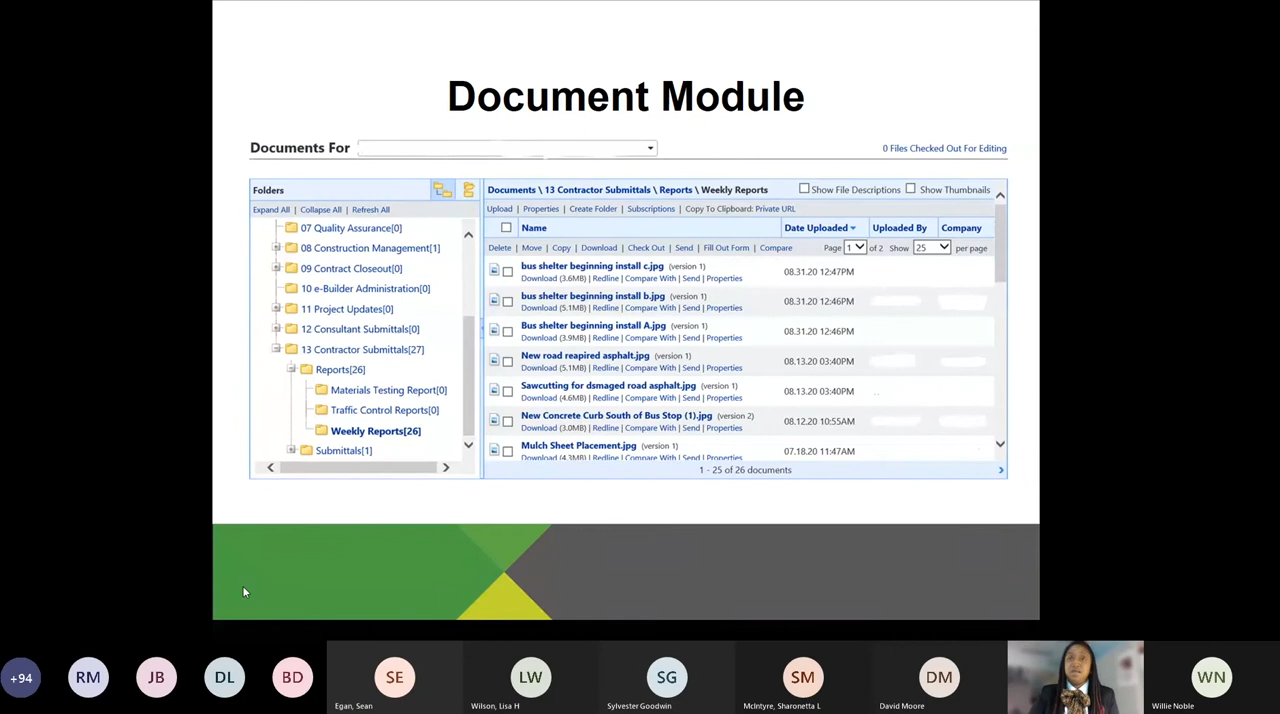 Document Module
Documents For
0 Files Checked Out For Editing
Folders
Expand All | Collapse All | Refresh All
07 Quality Assurance[0]
08 Construction Management[1]
09 Contract Closeout[0]
10 e-Builder Administration[0]
11 Project Updates[0]
12 Consultant Submittals[0]
13 Contractor Submittals[27]
Reports[26]
Materials Testing Report[0]
Traffic Control Reports[0]
Weekly Reports[26]
Submittals[1]
Documents \ 13 Contractor Submittals \ Reports \ Weekly Reports Show File Descriptions Show Thumbnails
Upload | Properties | Create Folder | Subscriptions | Copy To Clipboard: Private URL
Name Date Uploaded Uploaded By Company
Delete | Move | Copy | Download | Check Out | Send | Fill Out Form | Compare Page 1 of 2 Show 25 per page
bus shelter beginning install c.jpg (version 1) 08.31.20 12:47PM
Download (3.6MB) | Redline | Compare With | Send | Properties
bus shelter beginning install b.jpg (version 1) 08.31.20 12:46PM
Download (5.1MB) | Redline | Compare With | Send | Properties
Bus shelter beginning install A.jpg (version 1) 08.31.20 12:46PM
Download (3.9MB) | Redline | Compare With | Send | Properties
New road reapired asphalt.jpg (version 1) 08.13.20 03:40PM
Download (5.1MB) | Redline | Compare With | Send | Properties
Sawcutting for dsmaged road asphalt.jpg (version 1) 08.13.20 03:40PM
Download (4.6MB) | Redline | Compare With | Send | Properties
New Concrete Curb South of Bus Stop (1).jpg (version 2) 08.12.20 10:55AM
Download (3.0MB) | Redline | Compare With | Send | Properties
Mulch Sheet Placement.jpg (version 1) 07.18.20 11:47AM
Download (4.3MB) | Redline | Compare With | Send | Properties
1 - 25 of 26 documents
+94 RM JB DL BD SE LW SG SM DM WN
Egan, Sean Wilson, Lisa H Sylvester Goodwin McIntyre, Sharonetta L David Moore Willie Noble